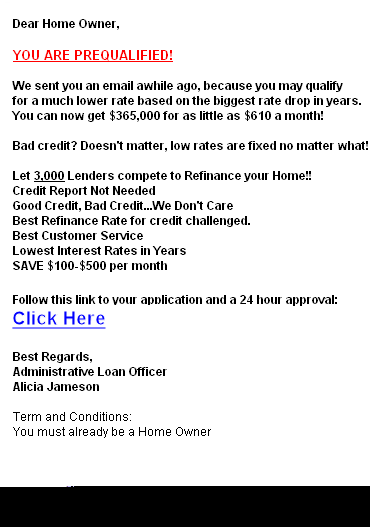 Dear Home Owner,
YOU ARE PREQUALIFIED!
We sent you an email awhile ago, because you may qualify
for a much lower rate based on the biggest rate drop in years.
You can now get $365,000 for as little as $610 a month!
Bad credit? Doesn't matter, low rates are fixed no matter what!
Let 3,000 Lenders compete to Refinance your Home!!
Credit Report Not Needed
Good Credit, Bad Credit...We Don't Care
Best Refinance Rate for credit challenged.
Best Customer Service
Lowest Interest Rates in Years
SAVE $100-$500 per month
Follow this link to your application and a 24 hour approval:
Click Here
Best Regards,
Administrative Loan Officer
Alicia Jameson
Term and Conditions:
You must already be a Home Owner